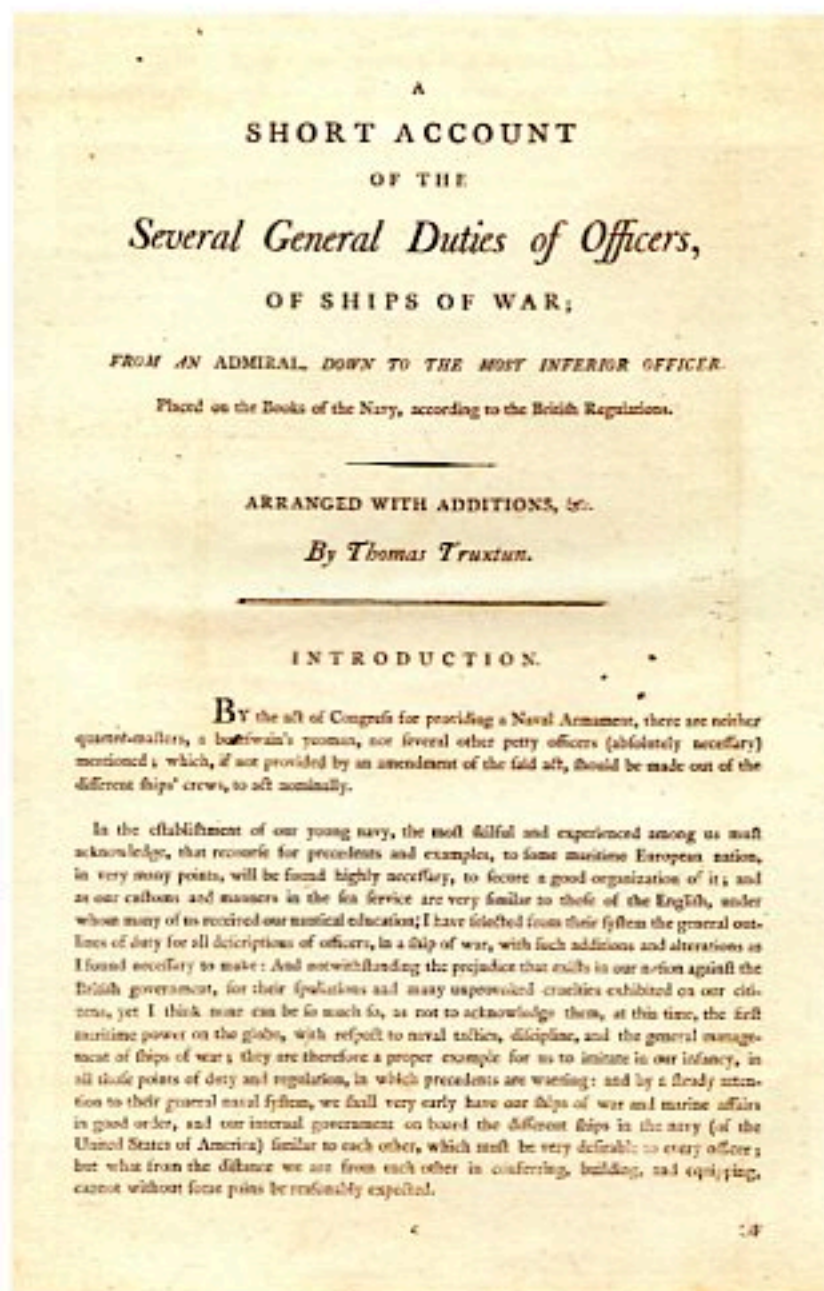 A
SHORT ACCOUNT
OF THE
Several General Duties of Officers,
OF SHIPS OF WAR;
FROM AN ADMIRAL, DOWN TO THE MOST INFERIOR OFFICER.
Placed on the Books of the Navy, according to the British Regulations.
ARRANGED WITH ADDITIONS, &c.
By Thomas Truxtun.
INTRODUCTION.
BY the act of Congreſs for providing a Naval Armament, there are neither
quarter-maſters, a boatſwain's yeoman, nor ſeveral other petty officers (abſolutely neceſſary)
mentioned; which, if not provided by an amendment of the ſaid act, ſhould be made out of the
different ſhips' crews, to act nominally.
In the eſtabliſhment of our young navy, the moſt ſkilful and experienced among us muſt
acknowledge, that recourſe for precedents and examples, to ſome maritime European nation,
in very many points, will be found highly neceſſary, to ſecure a good organization of it; and
as our cuſtoms and manners in the ſea ſervice are very ſimilar to thoſe of the Engliſh, under
whom many of us received our nautical education; I have ſelected from their ſyſtem the general out-
lines of duty for all deſcriptions of officers, in a ſhip of war, with ſuch additions and alterations as
I found neceſſary to make: And notwithſtanding the prejudice that exiſts in our nation againſt the
Britiſh government, for their ſpoliations and many unprovoked cruelties exhibited on our citi-
zens, yet I think none can be ſo much ſo, as not to acknowledge them, at this time, the firſt
maritime power on the globe, with reſpect to naval tactics, diſcipline, and the general manage-
ment of ſhips of war; they are therefore a proper example for us to imitate in our infancy, in
all thoſe points of duty and regulation, in which precedents are wanting: and by a ſteady atten-
tion to their general naval ſyſtem, we ſhall very early have our ſhips of war and marine affairs
in good order, and our internal government on board the different ſhips in the navy (of the
United States of America) ſimilar to each other, which muſt be very deſirable to every officer;
but what from the diſtance we are from each other in conferring, building, and equipping,
cannot without ſome pains be reaſonably expected.